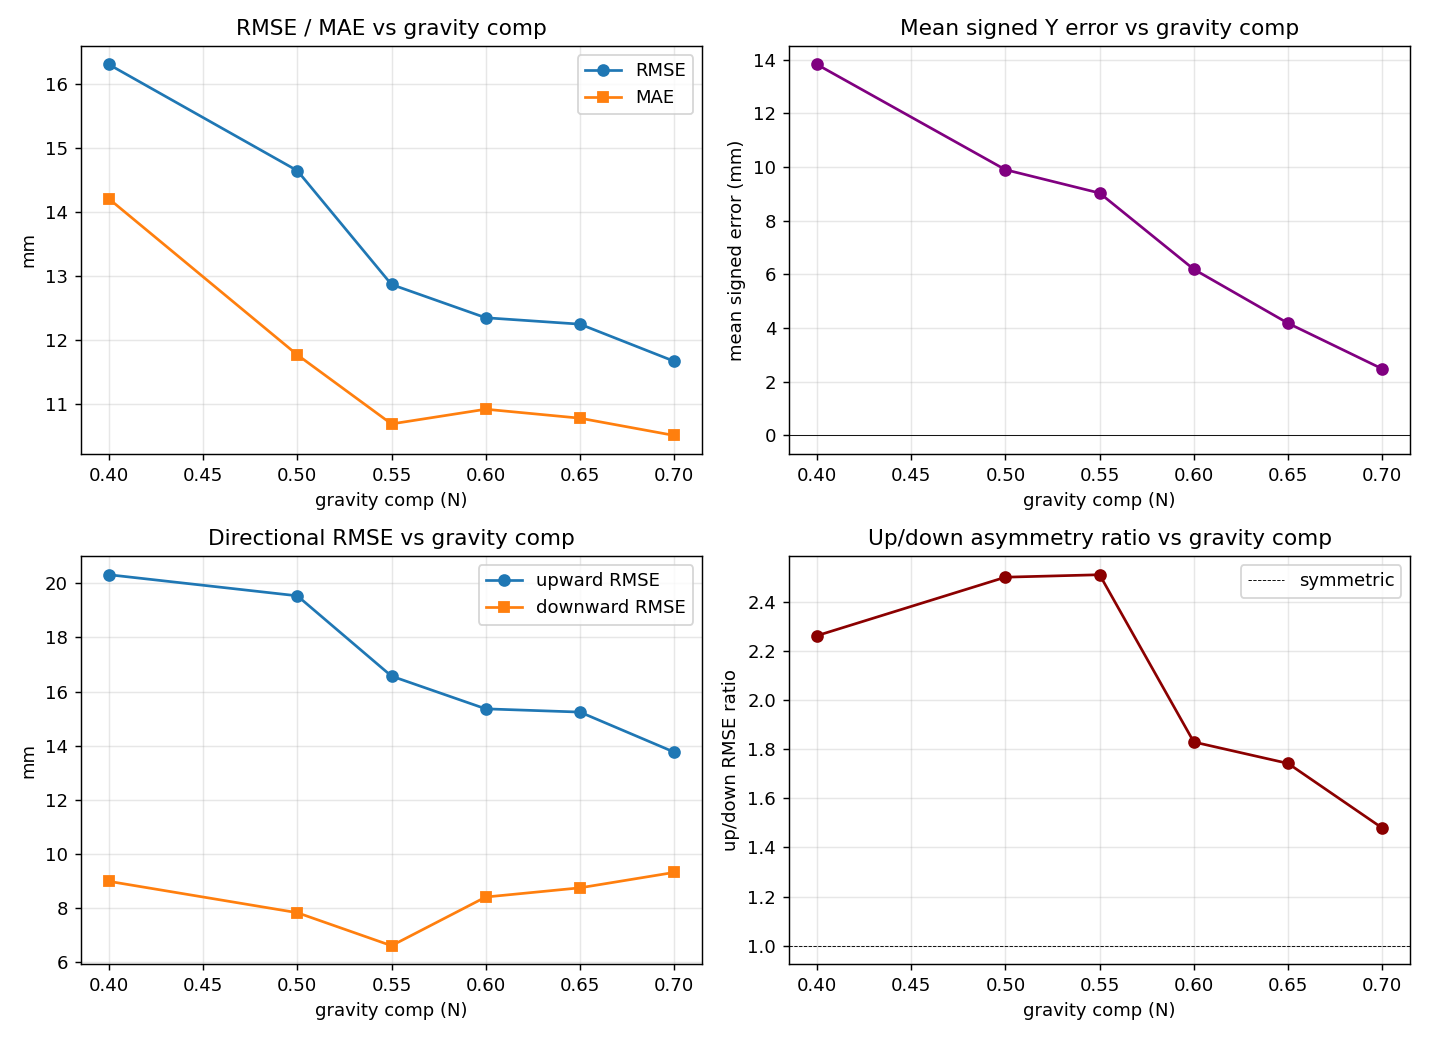 RMSE / MAE vs gravity comp
RMSE
MAE
mm
16
15
14
13
12
11
0.40 0.45 0.50 0.55 0.60 0.65 0.70
gravity comp (N)
Mean signed Y error vs gravity comp
mean signed error (mm)
14
12
10
8
6
4
2
0
0.40 0.45 0.50 0.55 0.60 0.65 0.70
gravity comp (N)
Directional RMSE vs gravity comp
upward RMSE
downward RMSE
mm
20
18
16
14
12
10
8
6
0.40 0.45 0.50 0.55 0.60 0.65 0.70
gravity comp (N)
Up/down asymmetry ratio vs gravity comp
symmetric
up/down RMSE ratio
2.4
2.2
2.0
1.8
1.6
1.4
1.2
1.0
0.40 0.45 0.50 0.55 0.60 0.65 0.70
gravity comp (N)